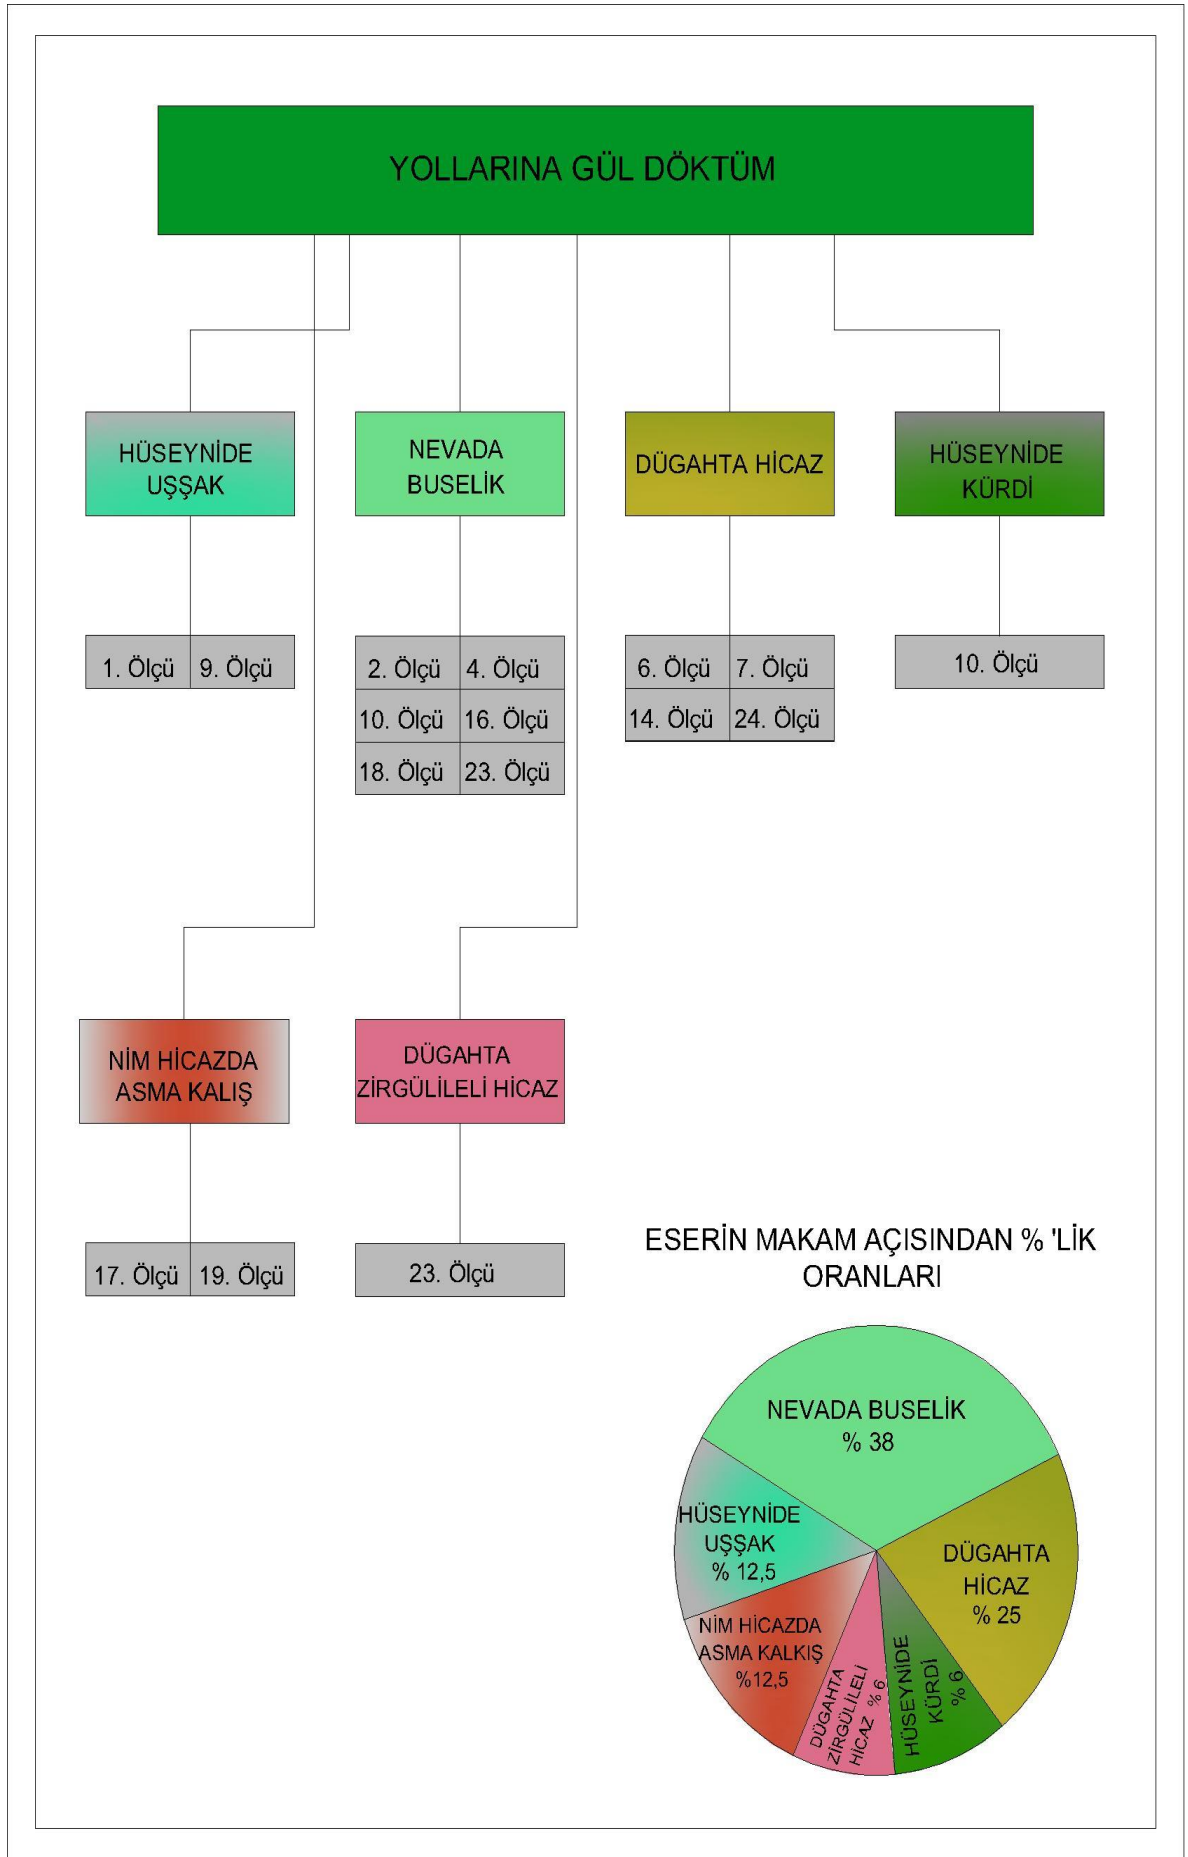 YOLLARINA GÜL DÖKTÜM
HÜSEYNİDE
UŞŞAK
NEVADA
BUSELİK
DÜGAHTA HİCAZ
HÜSEYNİDE
KÜRDİ
1. Ölçü
9. Ölçü
2. Ölçü
4. Ölçü
10. Ölçü
16. Ölçü
18. Ölçü
23. Ölçü
6. Ölçü
7. Ölçü
14. Ölçü
24. Ölçü
10. Ölçü
NİM HİCAZDA
ASMA KALIŞ
DÜGAHTA
ZİRGÜLİLELİ HİCAZ
17. Ölçü
19. Ölçü
23. Ölçü
ESERİN MAKAM AÇISINDAN % 'LİK
ORANLARI
NEVADA BUSELİK
% 38
HÜSEYNİDE
UŞŞAK
% 12,5
DÜGAHTA
HİCAZ
% 25
NİM HİCAZDA
ASMA KALKIŞ
%12,5
DÜGAHTA
ZİRGÜLİLELİ
HİCAZ % 6
HÜSEYNİDE
KÜRDİ
% 6